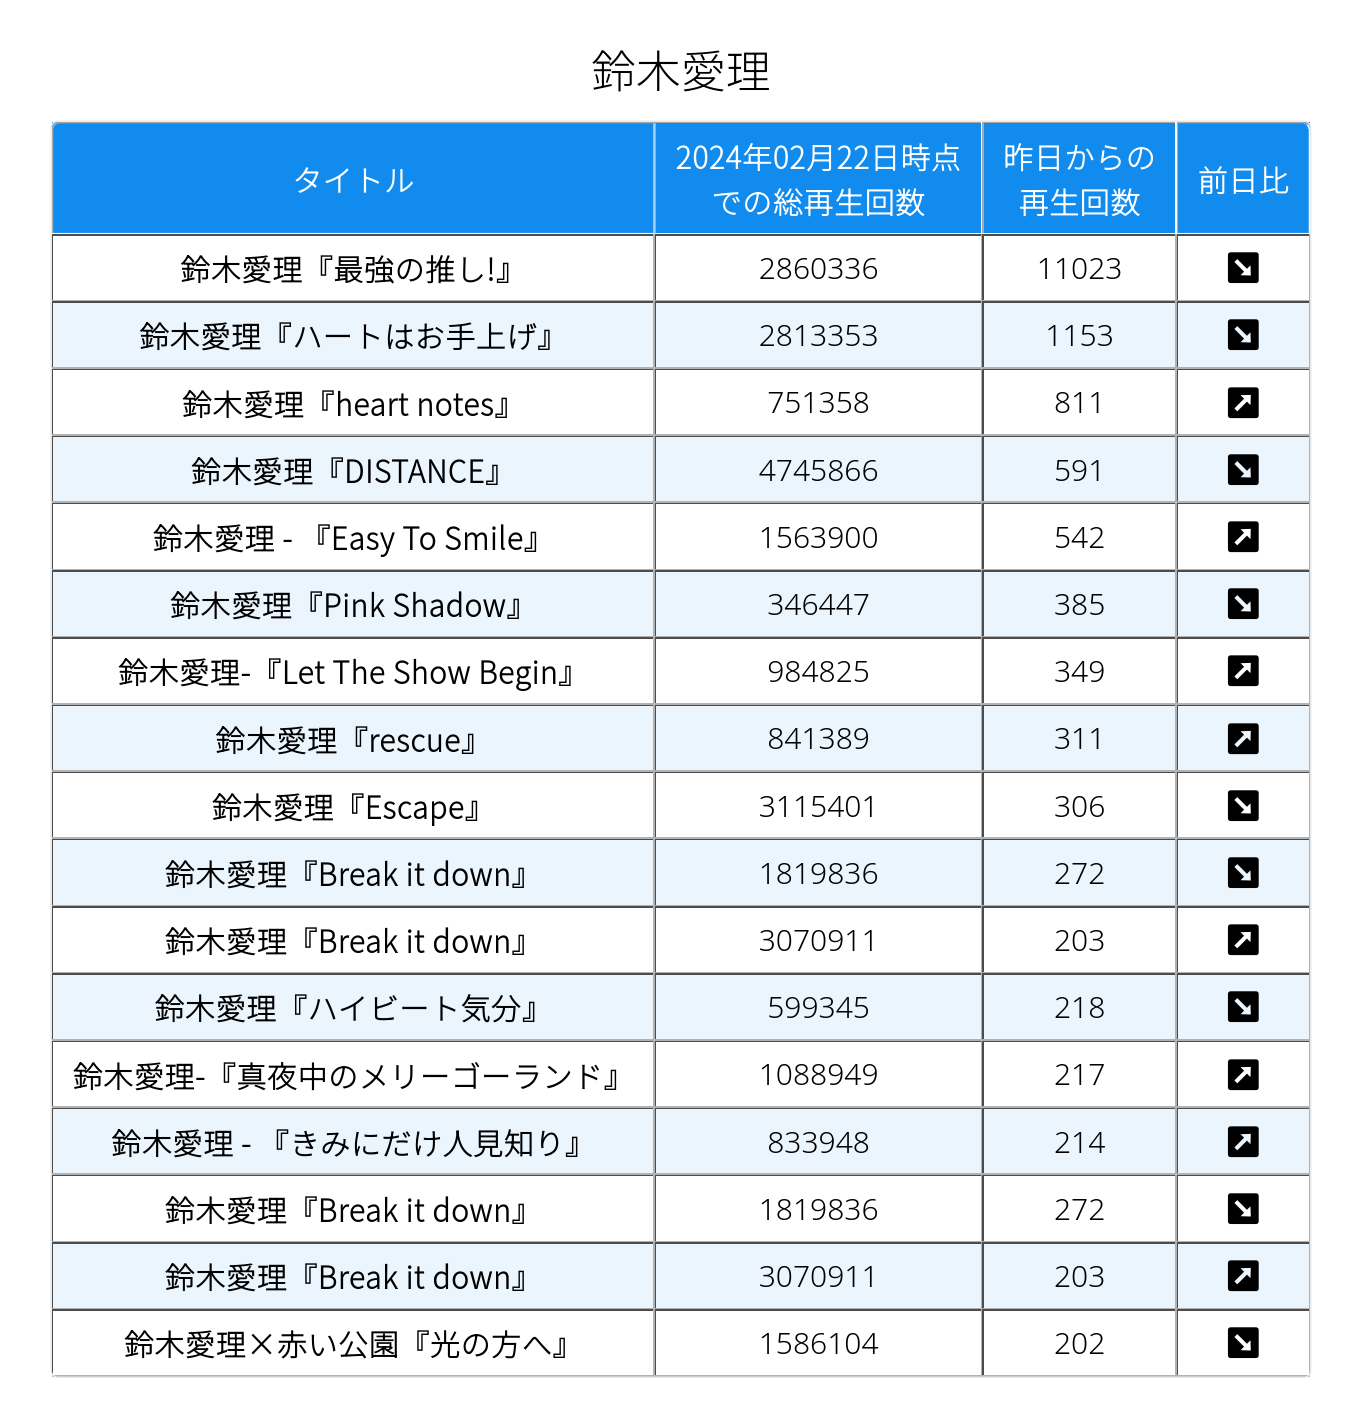 鈴木愛理
タイトル
2024年02月22日時点
での総再生回数
昨日からの
再生回数
前日比
鈴木愛理『最強の推し!』 2860336 11023 ↘
鈴木愛理『ハートはお手上げ』 2813353 1153 ↘
鈴木愛理『heart notes』 751358 811 ↗
鈴木愛理『DISTANCE』 4745866 591 ↘
鈴木愛理 - 『Easy To Smile』 1563900 542 ↗
鈴木愛理『Pink Shadow』 346447 385 ↘
鈴木愛理-『Let The Show Begin』 984825 349 ↗
鈴木愛理『rescue』 841389 311 ↗
鈴木愛理『Escape』 3115401 306 ↘
鈴木愛理『Break it down』 1819836 272 ↘
鈴木愛理『Break it down』 3070911 203 ↗
鈴木愛理『ハイビート気分』 599345 218 ↘
鈴木愛理-『真夜中のメリーゴーランド』 1088949 217 ↗
鈴木愛理 - 『きみにだけ人見知り』 833948 214 ↗
鈴木愛理『Break it down』 1819836 272 ↘
鈴木愛理『Break it down』 3070911 203 ↗
鈴木愛理×赤い公園『光の方へ』 1586104 202 ↘